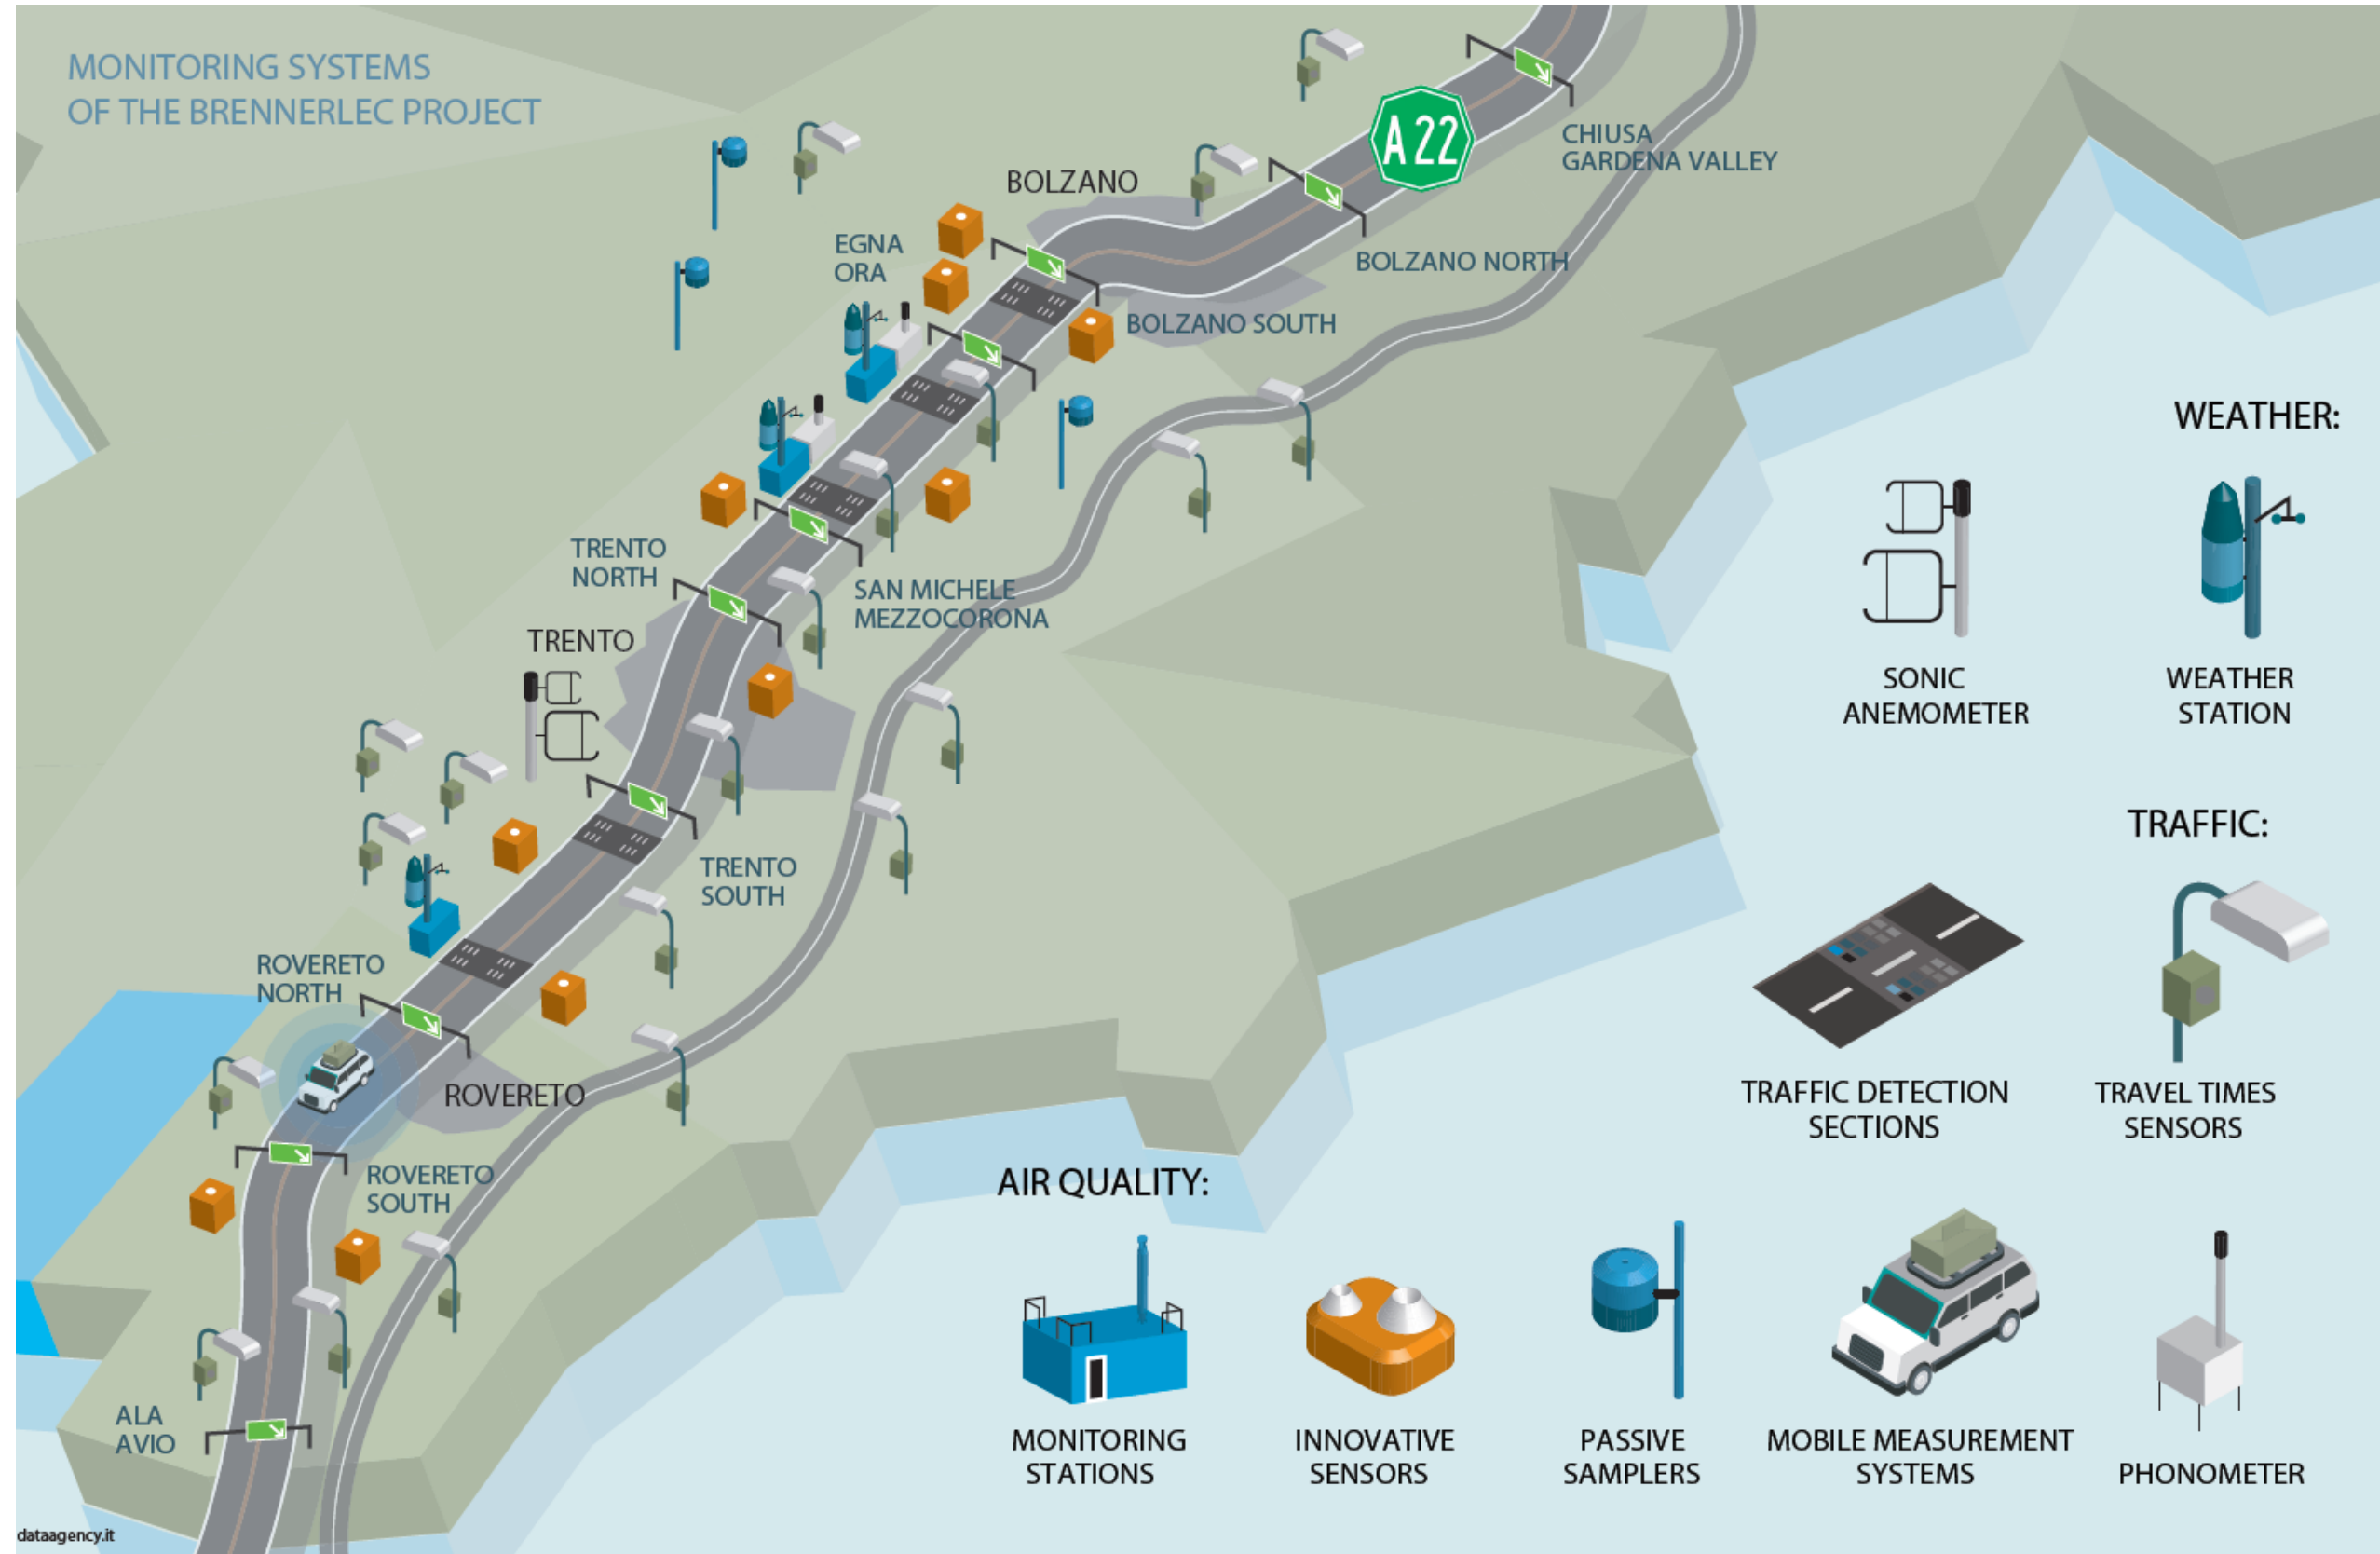 MONITORING SYSTEMS
OF THE BRENNERLEC PROJECT
A22
CHIUSA
GARDENA VALLEY
BOLZANO
EGNA
ORA
BOLZANO NORTH
BOLZANO SOUTH
TRENTO
NORTH
SAN MICHELE
MEZZOCORONA
TRENTO
TRENTO
SOUTH
ROVERETO
NORTH
ROVERETO
ROVERETO
SOUTH
ALA
AVIO
WEATHER:
SONIC
ANEMOMETER
WEATHER
STATION
TRAFFIC:
TRAFFIC DETECTION
SECTIONS
TRAVEL TIMES
SENSORS
AIR QUALITY:
MONITORING
STATIONS
INNOVATIVE
SENSORS
PASSIVE
SAMPLERS
MOBILE MEASUREMENT
SYSTEMS
PHONOMETER
dataagency.it